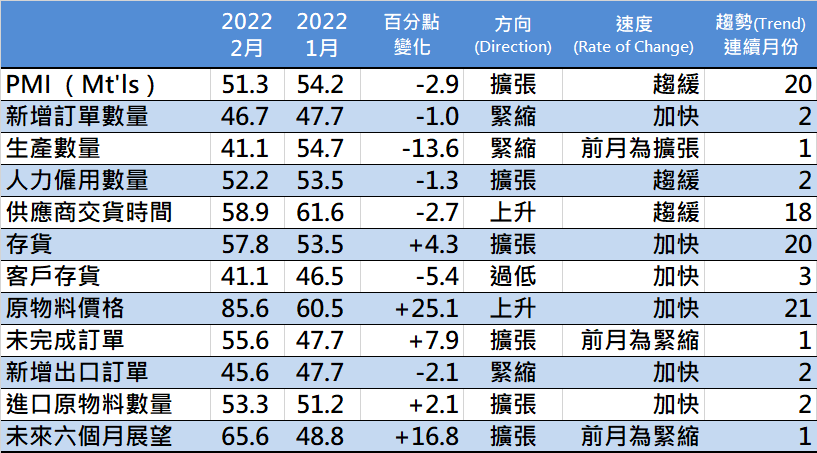 2022 2022 百分點 方向 速度 趨勢(Trend)
2月 1月 變化 (Direction) (Rate of Change) 連續月份
PMI （Mt'ls） 51.3 54.2 -2.9 擴張 趨緩 20
新增訂單數量 46.7 47.7 -1.0 緊縮 加快 2
生產數量 41.1 54.7 -13.6 緊縮 前月為擴張 1
人力僱用數量 52.2 53.5 -1.3 擴張 趨緩 2
供應商交貨時間 58.9 61.6 -2.7 上升 趨緩 18
存貨 57.8 53.5 +4.3 擴張 加快 20
客戶存貨 41.1 46.5 -5.4 過低 加快 3
原物料價格 85.6 60.5 +25.1 上升 加快 21
未完成訂單 55.6 47.7 +7.9 擴張 前月為緊縮 1
新增出口訂單 45.6 47.7 -2.1 緊縮 加快 2
進口原物料數量 53.3 51.2 +2.1 擴張 加快 2
未來六個月展望 65.6 48.8 +16.8 擴張 前月為緊縮 1